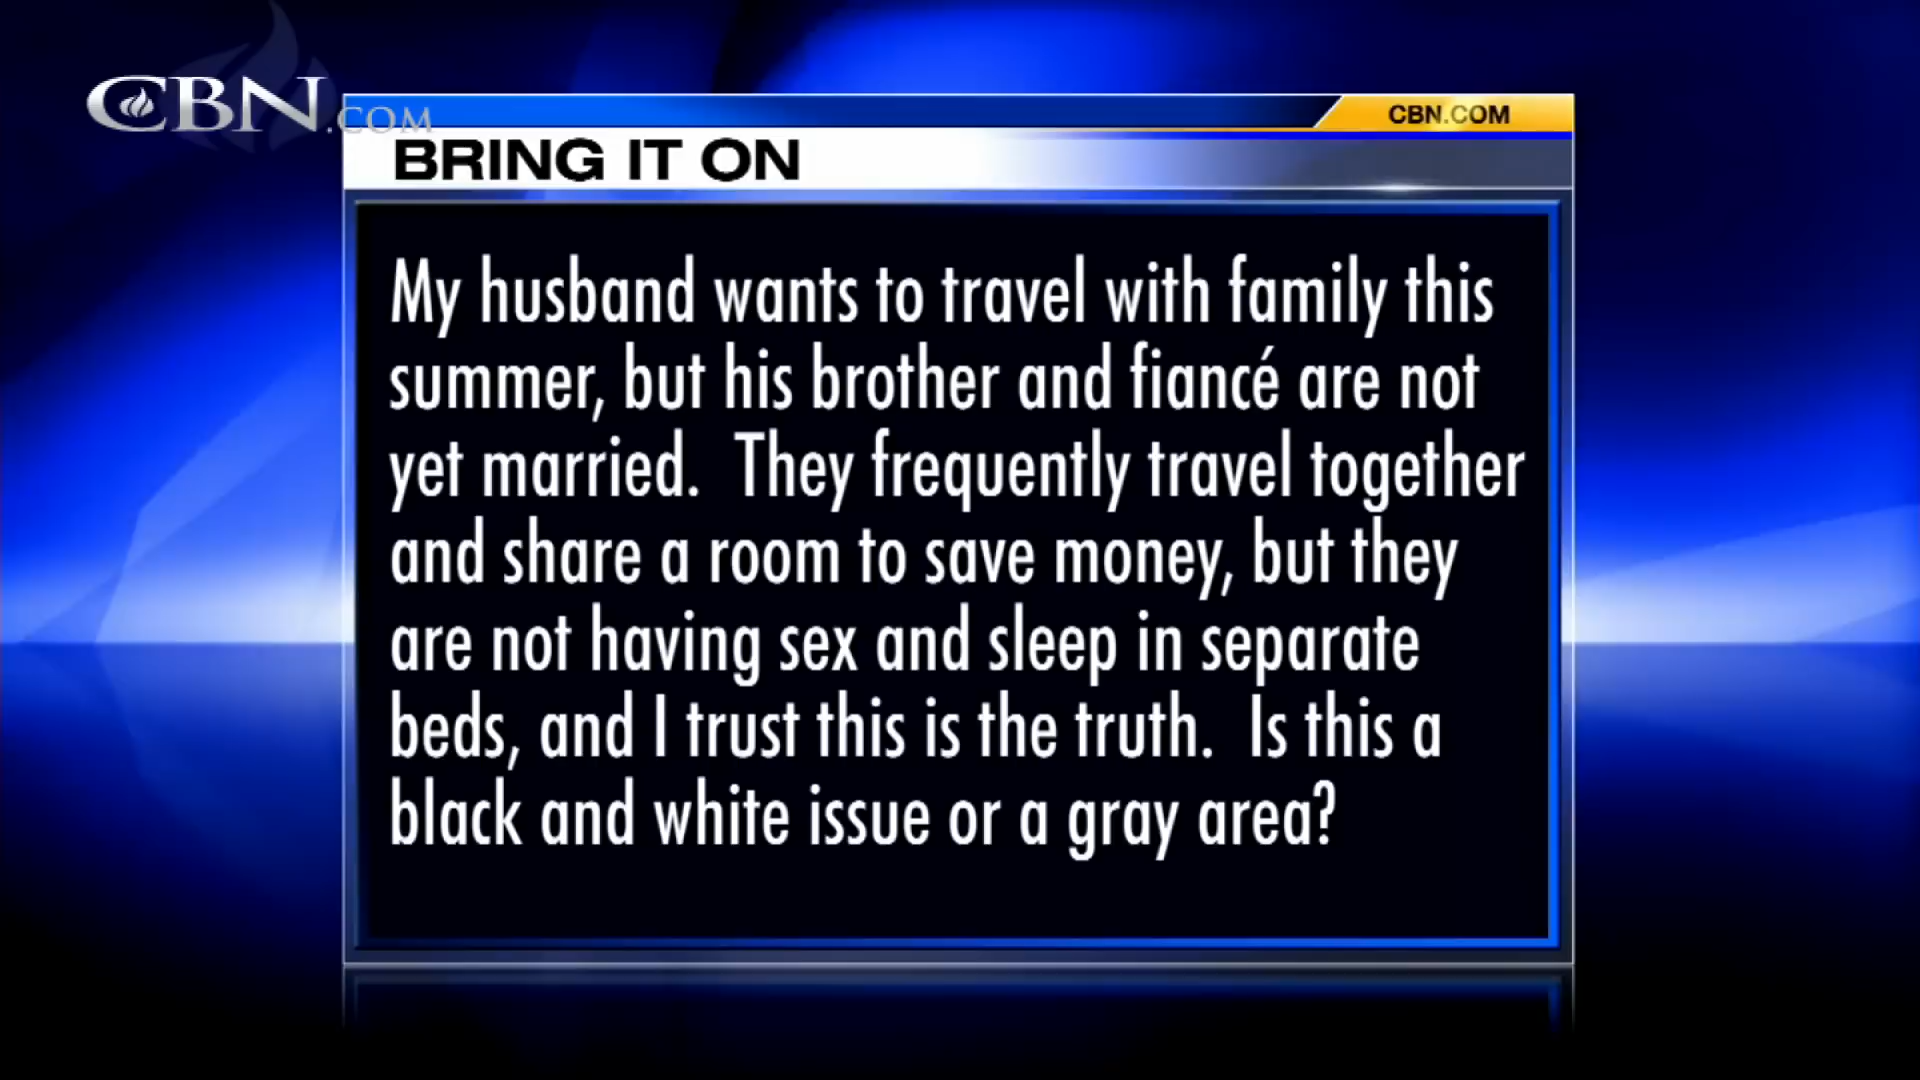 CBN.COM
CBN.COM
BRING IT ON
My husband wants to travel with family this
summer, but his brother and fiancé are not
yet married. They frequently travel together
and share a room to save money, but they
are not having sex and sleep in separate
beds, and I trust this is the truth. Is this a
black and white issue or a gray area?